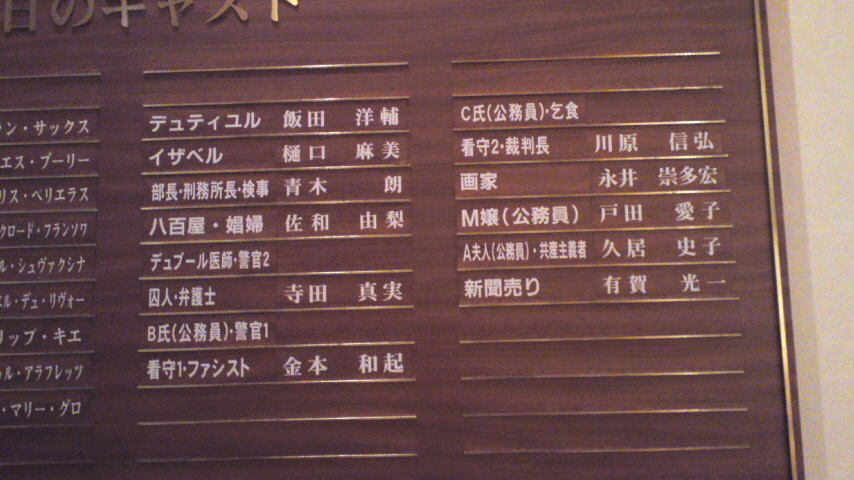 日のキャスト
ラン・サックス
エス・プーリー
リス・ペリエラス
クロード・フランソワ
ル・シュヴァクシナ
エル・デュ・リヴォー
リップ・キエ
ャル・アラフレッツ
・マリー・グロ
デュティユル 飯田 洋輔
イザベル 樋口 麻美
部長・刑務所長・検事 青木 朗
八百屋・娼婦 佐和 由梨
デュブール医師・警官2
囚人・弁護士 寺田 真実
B氏(公務員)・警官1
看守1・ファシスト 金本 和起
C氏(公務員)・乞食
看守2・裁判長 川原 信弘
画家 永井 崇多宏
M嬢(公務員) 戸田 愛子
A夫人(公務員)・共産主義者 久居 史子
新聞売り 有賀 光一